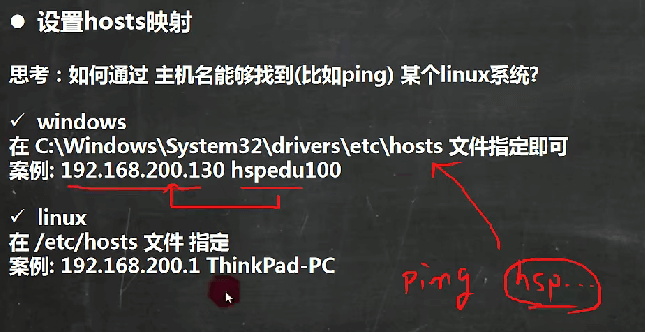 ● 设置hosts映射
思考：如何通过 主机名能够找到(比如ping) 某个linux系统?
✓ windows
在 C:\Windows\System32\drivers\etc\hosts 文件指定即可
案例: 192.168.200.130 hspedu100
✓ linux
在 /etc/hosts 文件 指定
案例: 192.168.200.1 ThinkPad-PC
ping hsp...